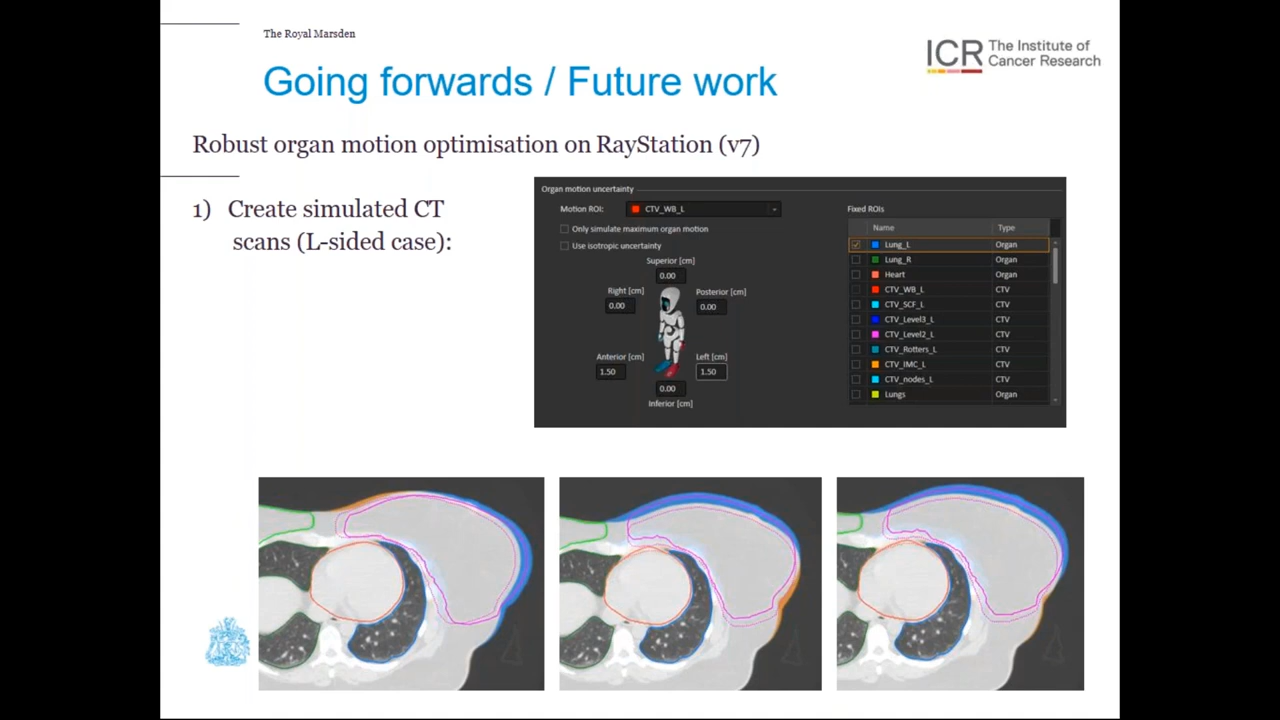 The Royal Marsden
ICR The Institute of
Cancer Research
Going forwards / Future work
Robust organ motion optimisation on RayStation (v7)
1) Create simulated CT
scans (L-sided case):
Organ motion uncertainty
Motion ROI: CTV_WB_L
Only simulate maximum organ motion
Use isotropic uncertainty
Superior [cm]
0.00
Right [cm] Posterior [cm]
0.00 0.00
Anterior [cm] Left [cm]
1.50 1.50
0.00
Inferior [cm]
Fixed ROIs
Name Type
Lung_L Organ
Lung_R Organ
Heart Organ
CTV_WB_L CTV
CTV_SCF_L CTV
CTV_Level3_L CTV
CTV_Level2_L CTV
CTV_Rotters_L CTV
CTV_IMC_L CTV
CTV_nodes_L CTV
Lungs Organ